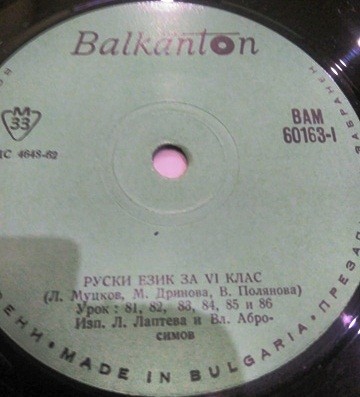 Balkanton
M
33
ВАМ
60163-I
4648-62
РУСКИ ЕЗИК ЗА VI КЛАС
(Л. Муцков, М. Дринова, В. Полянова)
Урок : 81, 82, 83, 84, 85 и 86
Изп. Л. Лаптева и Вл. Абро-
симов
MADE IN BULGARIA